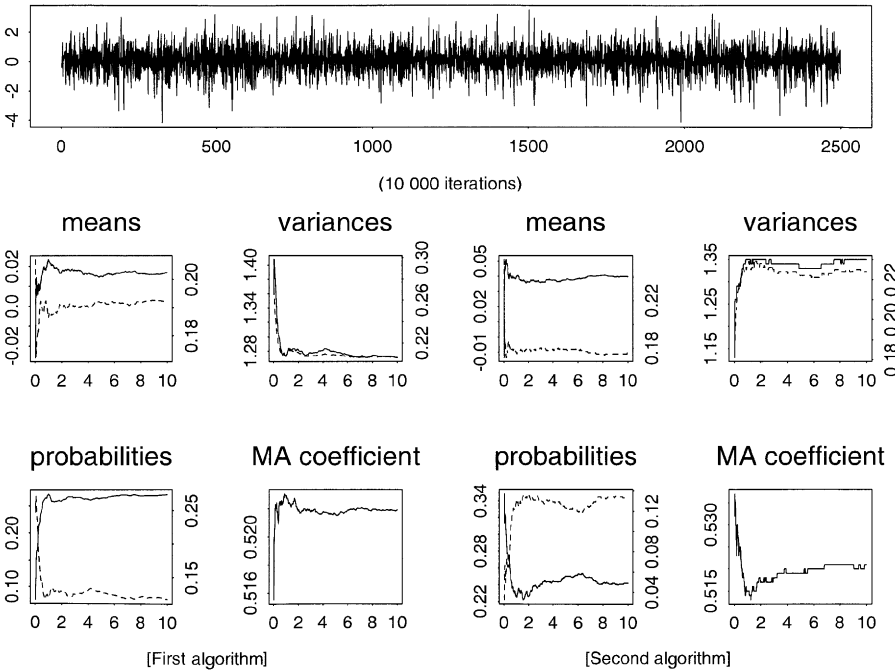 2
0
-2
-4
0 500 1000 1500 2000 2500
(10 000 iterations)
means variances means variances
-0.02 0.0 0.02
0.18 0.20
0 2 4 6 8 10
1.28 1.34 1.40
0.22 0.26 0.30
0 2 4 6 8 10
-0.01 0.02 0.05
0.18 0.22
0 2 4 6 8 10
1.15 1.25 1.35
0.18 0.20 0.22
0 2 4 6 8 10
probabilities MA coefficient probabilities MA coefficient
0.10 0.20
0.15 0.25
0 2 4 6 8 10
0.516 0.520
0 2 4 6 8 10
0.22 0.28 0.34
0.04 0.08 0.12
0 2 4 6 8 10
0.515 0.530
0 2 4 6 8 10
[First algorithm] [Second algorithm]